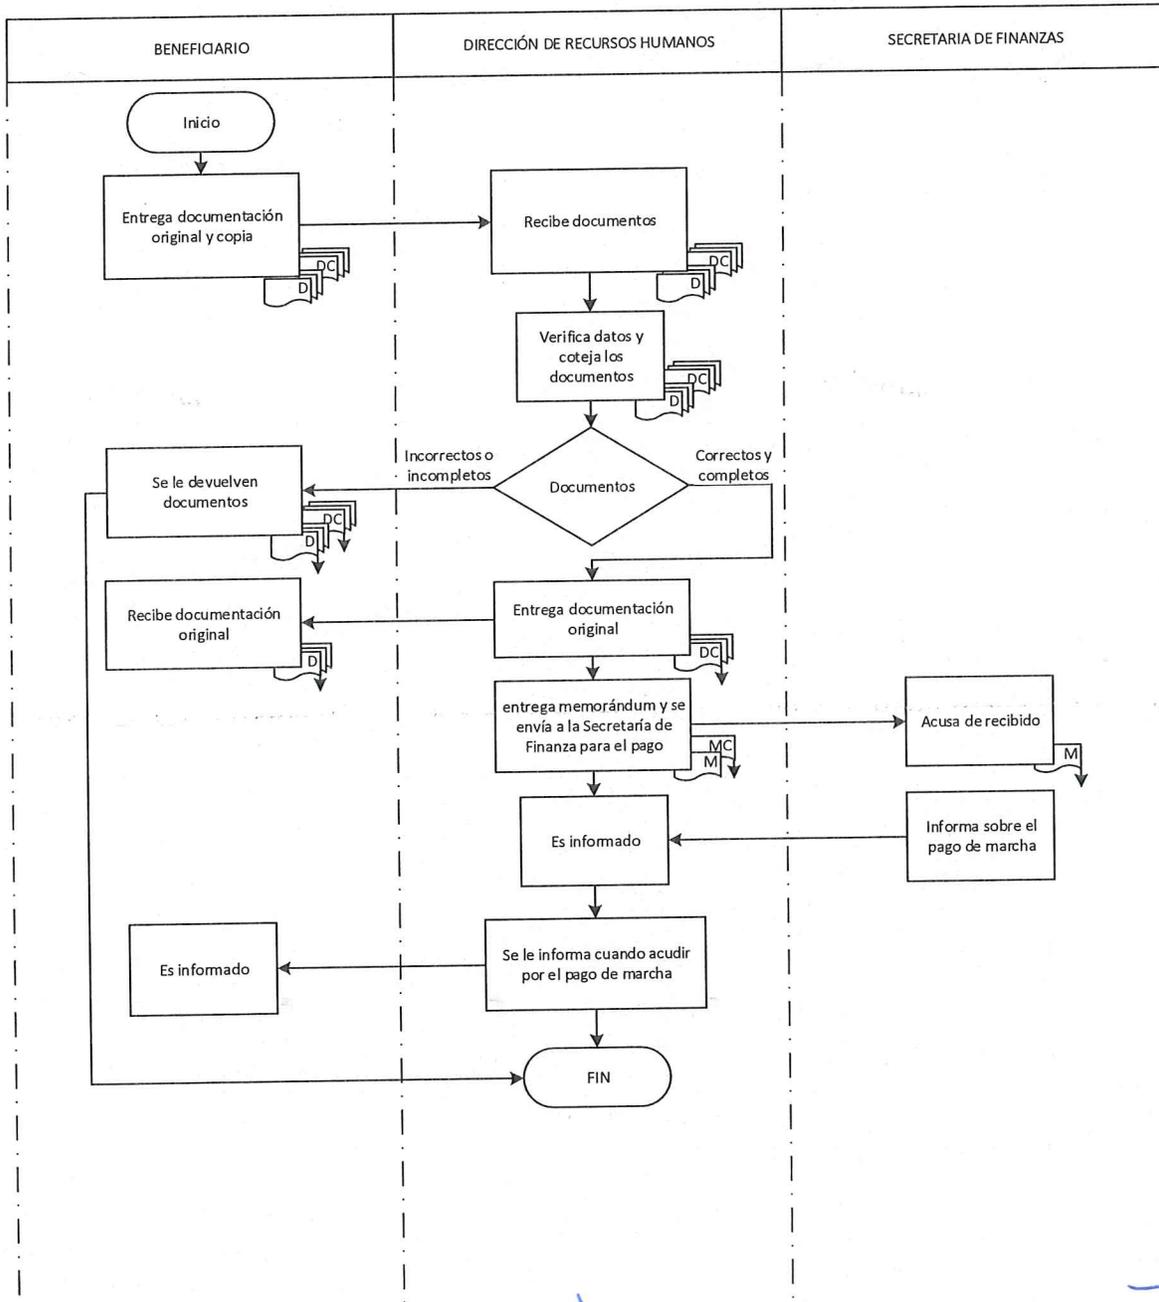 BENEFICIARIO
DIRECCIÓN DE RECURSOS HUMANOS
SECRETARIA DE FINANZAS
Inicio
Entrega documentación
original y copia
DC
D
Recibe documentos
DC
D
Verifica datos y
coteja los
documentos
DC
D
Incorrectos o
incompletos
Documentos
Correctos y
completos
Se le devuelven
documentos
DC
D
Recibe documentación
original
D
Entrega documentación
original
DC
entrega memorándum y se
envía a la Secretaría de
Finanza para el pago
MC
M
Acusa de recibido
M
Es informado
Informa sobre el
pago de marcha
Es informado
Se le informa cuando acudir
por el pago de marcha
FIN